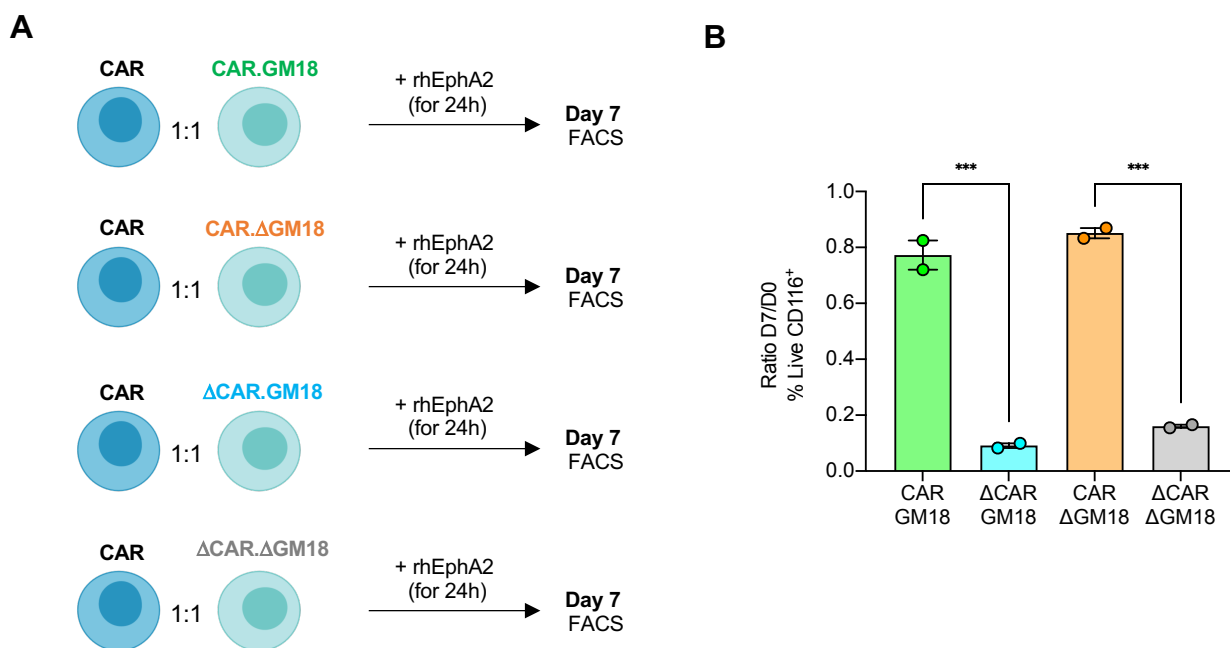 A
CAR
CAR.GM18
1:1
+ rhEphA2
(for 24h)
Day 7
FACS
CAR
CAR.ΔGM18
1:1
+ rhEphA2
(for 24h)
Day 7
FACS
CAR
ΔCAR.GM18
1:1
+ rhEphA2
(for 24h)
Day 7
FACS
CAR
ΔCAR.ΔGM18
1:1
+ rhEphA2
(for 24h)
Day 7
FACS
B
Ratio D7/D0
% Live CD116+
1.0
0.8
0.6
0.4
0.2
0.0
***
***
CAR
GM18
ΔCAR
GM18
CAR
ΔGM18
ΔCAR
ΔGM18